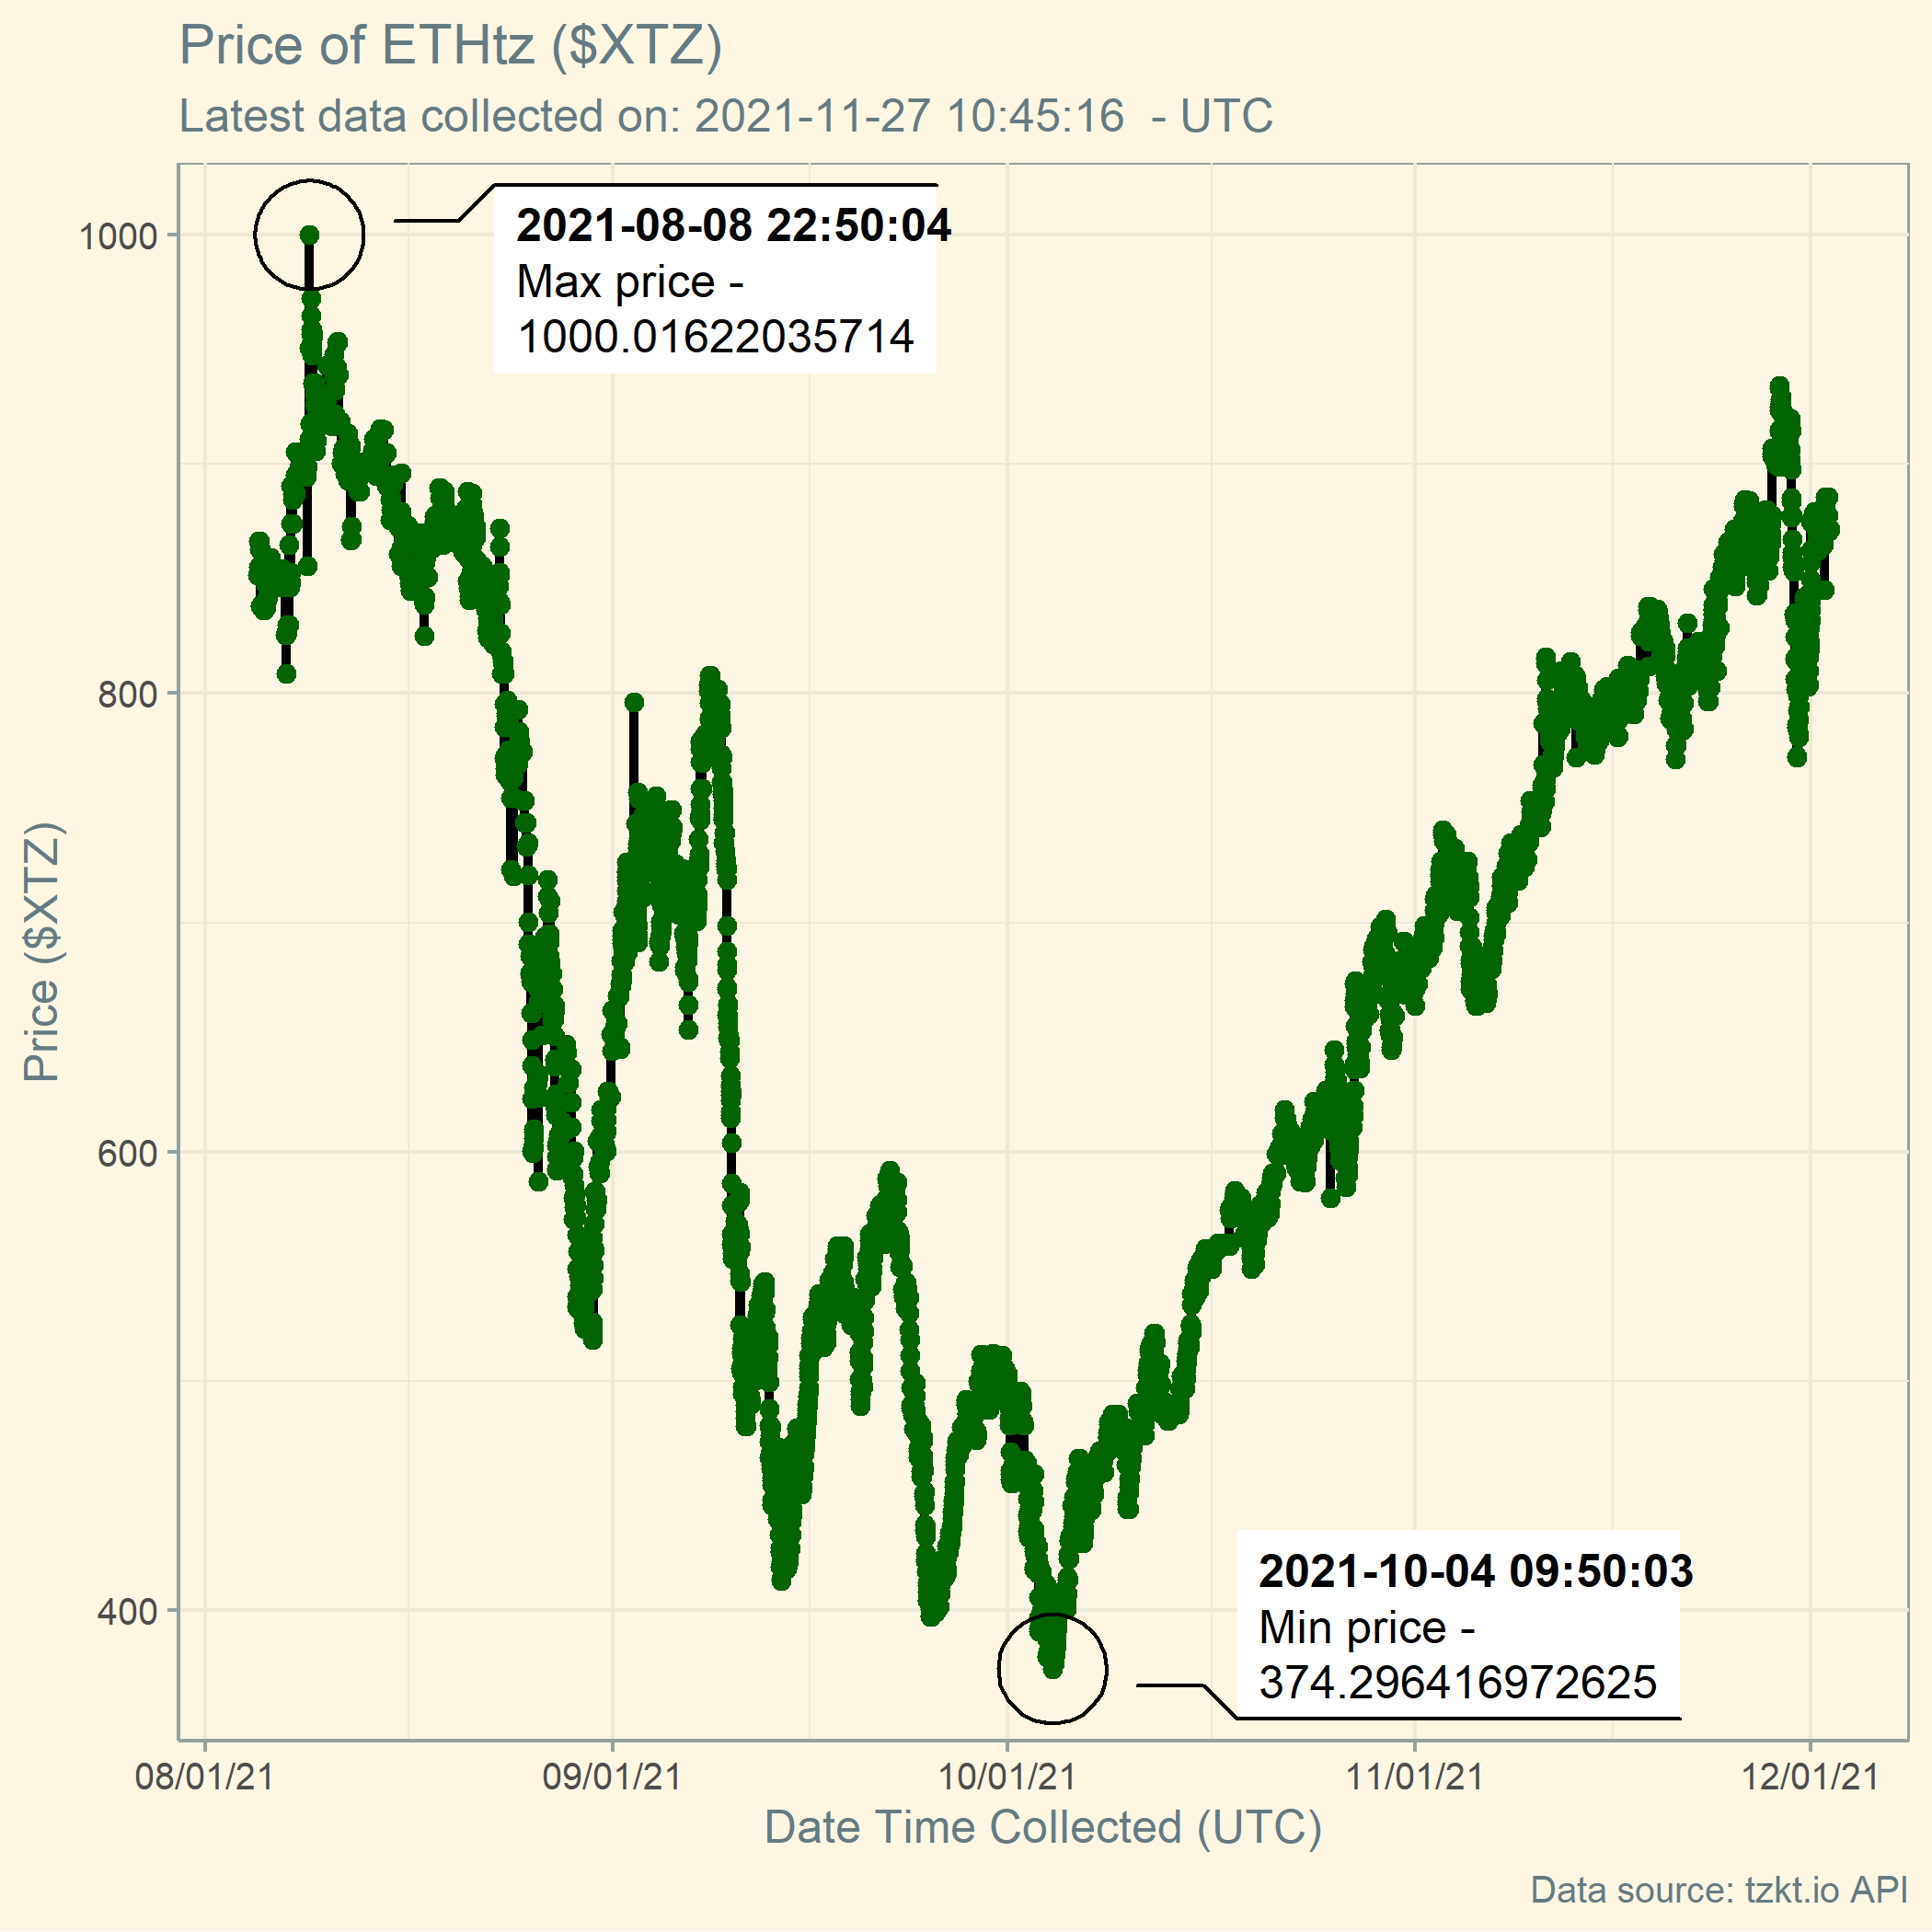 Price of ETHtz ($XTZ)
Latest data collected on: 2021-11-27 10:45:16  - UTC
2021-08-08 22:50:04
Max price -
1000.01622035714
1000
800
600
400
Price ($XTZ)
2021-10-04 09:50:03
Min price -
374.296416972625
08/01/21
09/01/21
10/01/21
11/01/21
12/01/21
Date Time Collected (UTC)
Data source: tzkt.io API